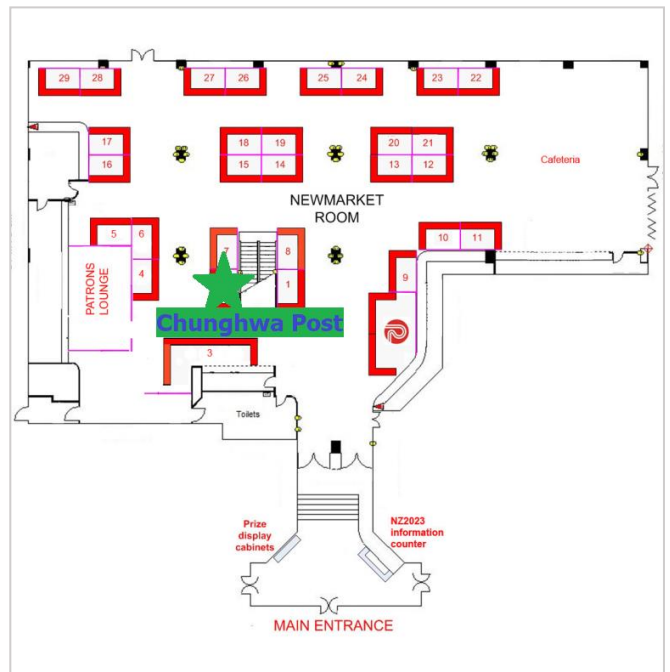 29 28
27 26
25 24
23 22
17
16
18 19
15 14
20 21
13 12
Cafeteria
NEWMARKET
ROOM
5 6
4
PATRONS
LOUNGE
7
8
1
10 11
9
Chunghwa Post
3
Toilets
Prize
display
cabinets
NZ2023
information
counter
MAIN ENTRANCE